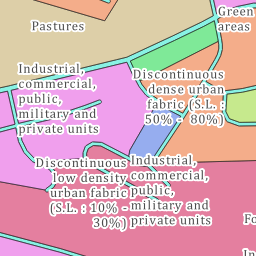 Green
areas
Pastures
Industrial,
commercial,
public,
military and
private units
Discontinuous
dense urban
fabric (S.L. :
50% - 80%)
Discontinuous
low density
urban fabric
(S.L. : 10% -
30%)
Industrial,
commercial,
public,
military and
private units
Fo
In